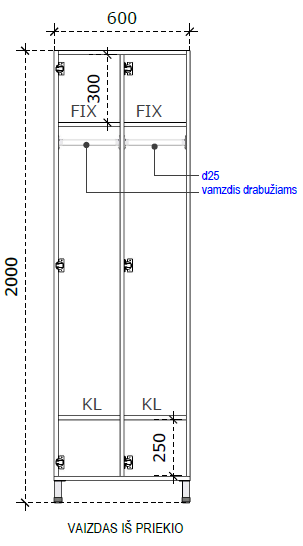 600
300
FIX FIX
d25
vamzdis drabužiams
2000
KL KL
250
VAIZDAS IŠ PRIEKIO